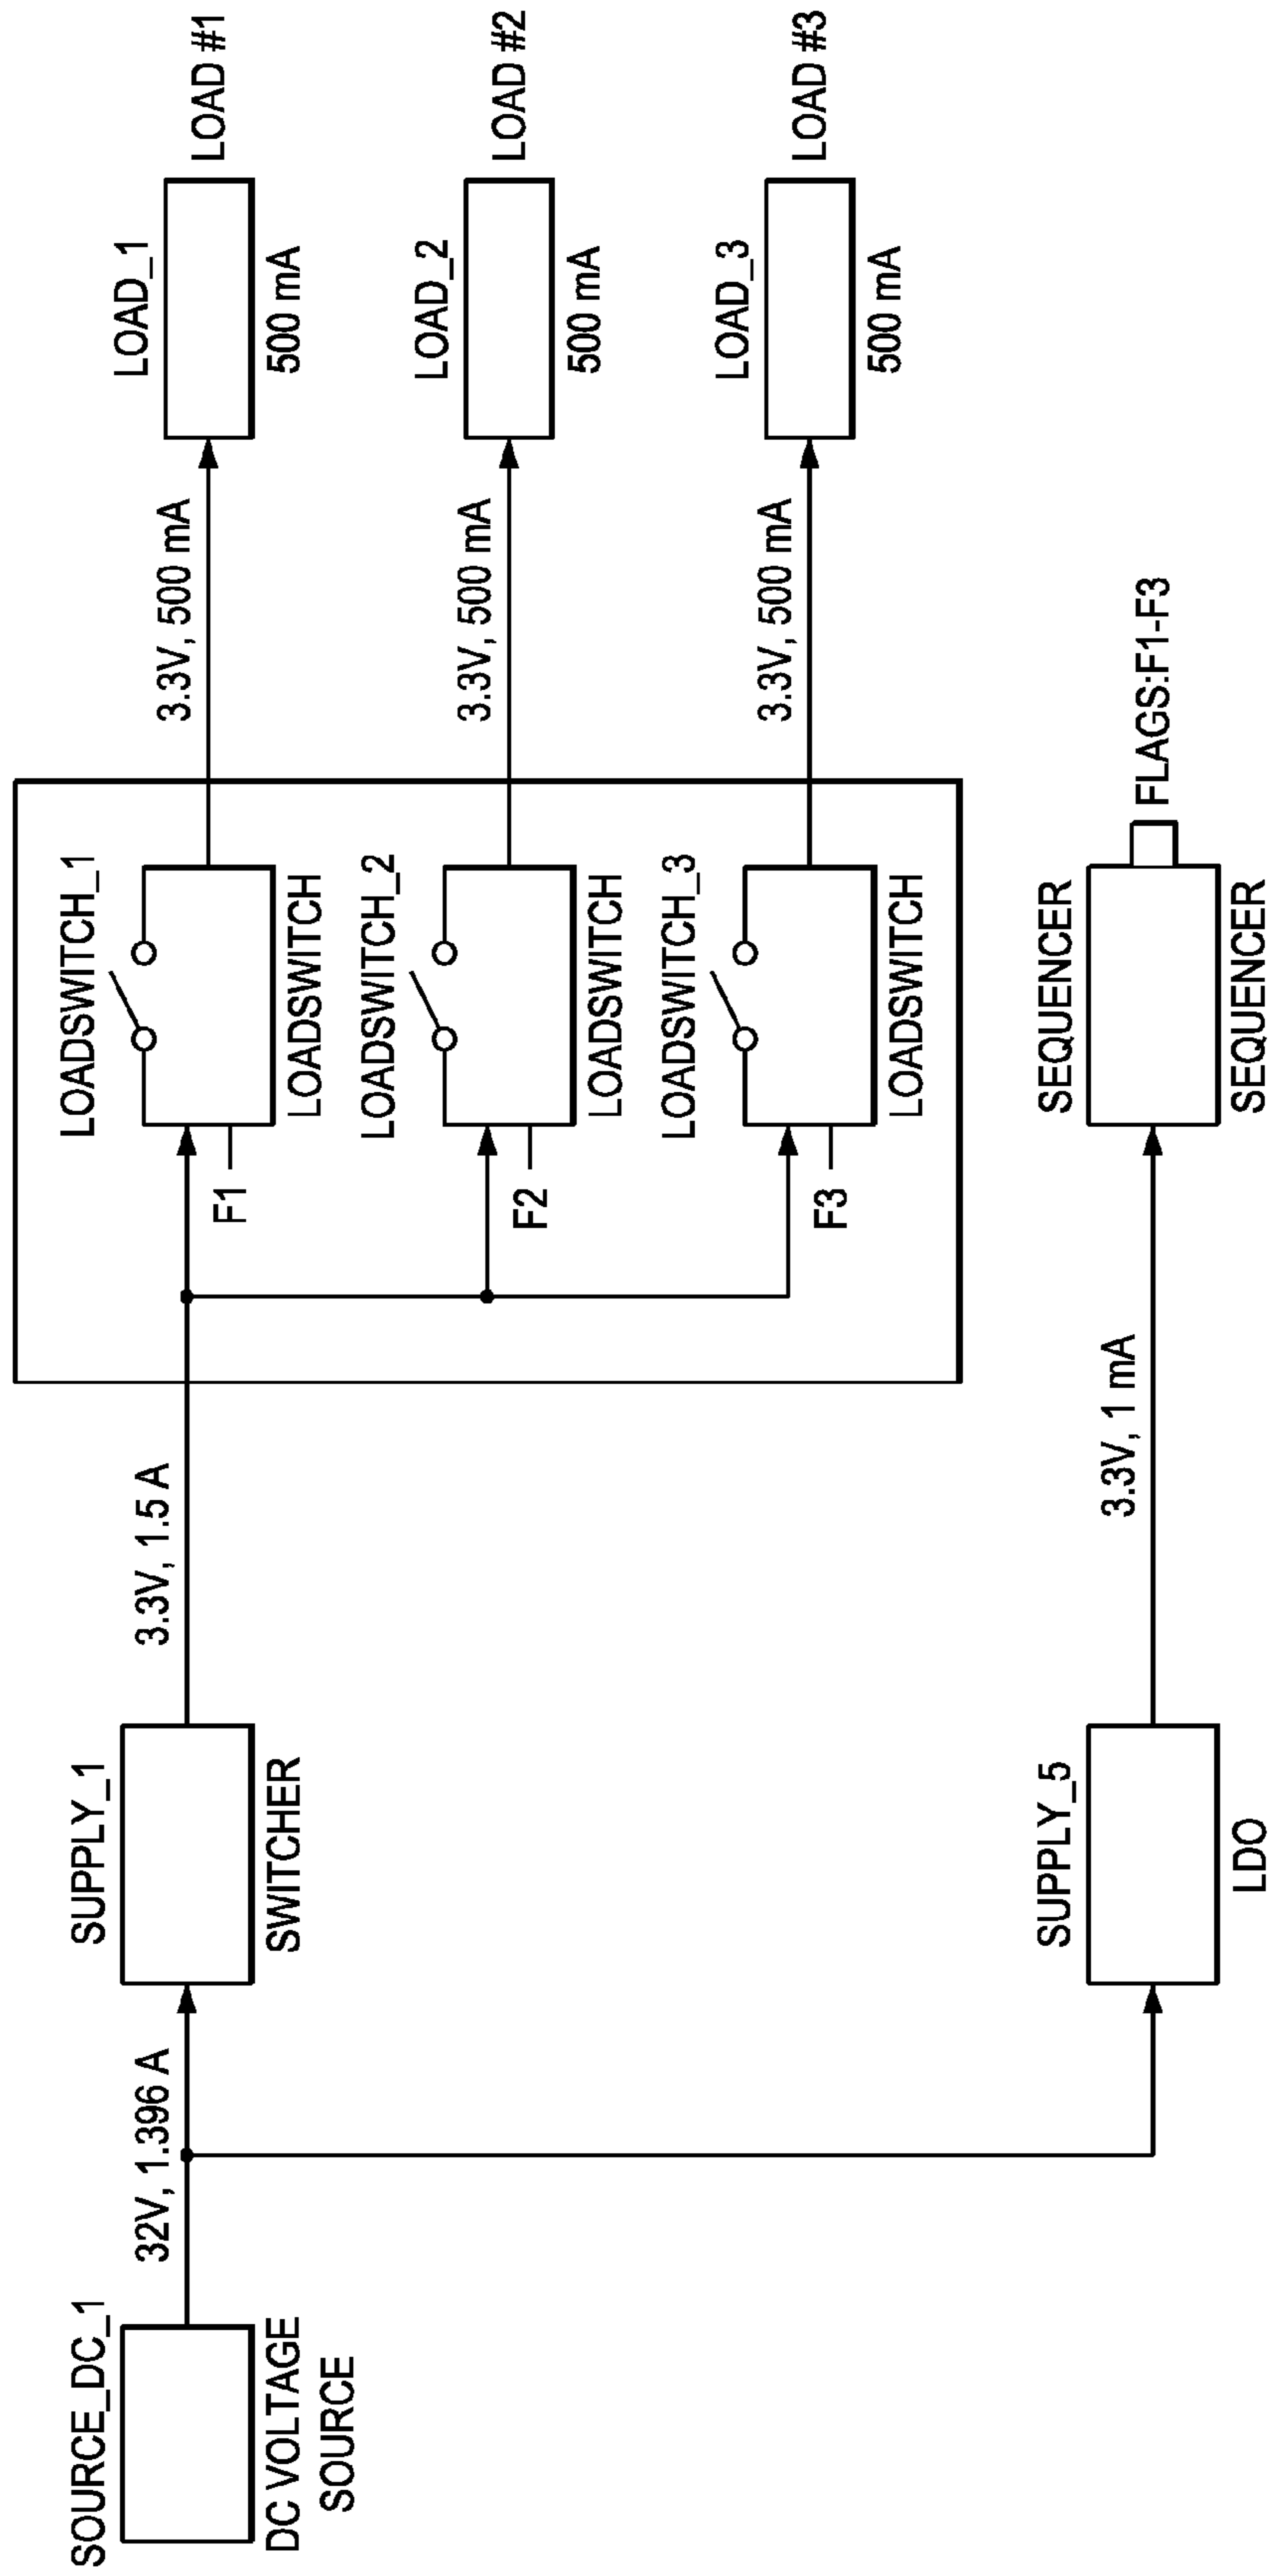 SOURCE_DC_1
DC VOLTAGE
SOURCE
32V, 1.396 A
SUPPLY_1
SWITCHER
3.3V, 1.5 A
LOADSWITCH_1
F1
LOADSWITCH
3.3V, 500 mA
LOAD_1
500 mA
LOAD #1
LOADSWITCH_2
F2
LOADSWITCH
3.3V, 500 mA
LOAD_2
500 mA
LOAD #2
LOADSWITCH_3
F3
LOADSWITCH
3.3V, 500 mA
LOAD_3
500 mA
LOAD #3
SUPPLY_5
LDO
3.3V, 1 mA
SEQUENCER
SEQUENCER
FLAGS:F1-F3